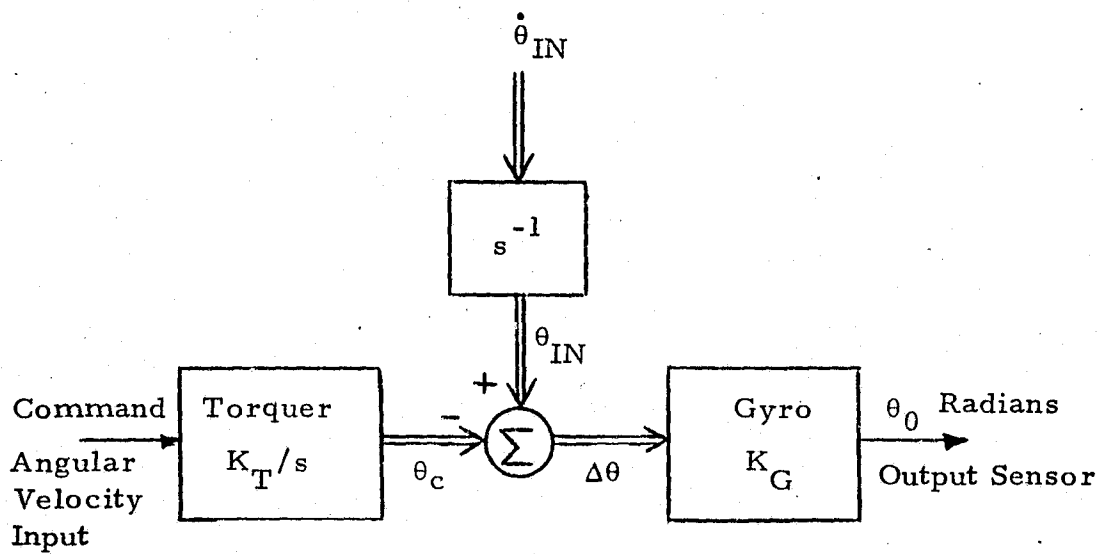 θ̇IN
s⁻¹
θIN
+
Command
Angular
Velocity
Input
Torquer
KT/s
-
θc
Σ
Δθ
Gyro
KG
θ0 Radians
Output Sensor